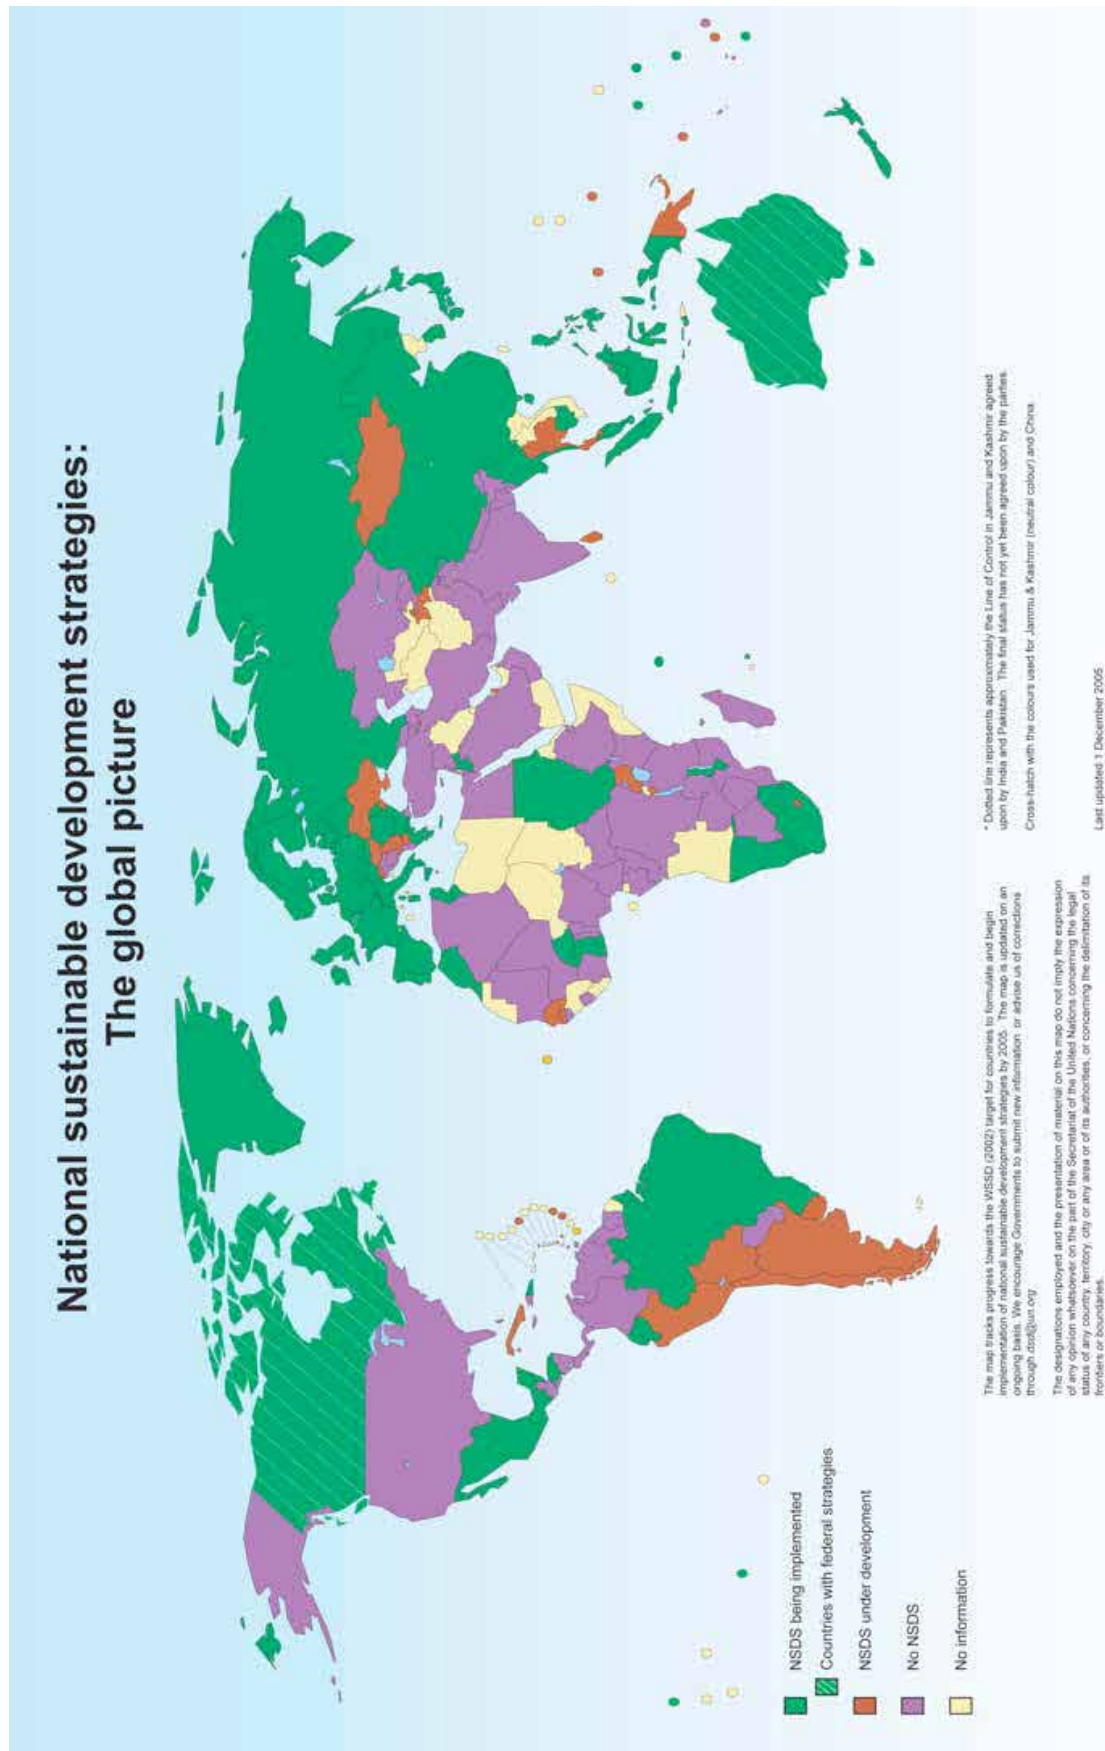 National sustainable development strategies:
The global picture
NSDS being implemented
Countries with federal strategies
NSDS under development
No NSDS
No information
The map tracks progress towards the WSSD (2002) target for countries to formulate and begin
implementation of national sustainable development strategies by 2005. The map is updated on an
ongoing basis. We encourage Governments to submit new information or advise us of corrections
through dsd@un.org
The designations employed and the presentation of material on this map do not imply the expression
of any opinion whatsoever on the part of the Secretariat of the United Nations concerning the legal
status of any country, territory, city or any area or of its authorities, or concerning the delimitation of its
frontiers or boundaries.
* Dotted line represents approximately the Line of Control in Jammu and Kashmir agreed
upon by India and Pakistan. The final status has not yet been agreed upon by the parties.
Cross-hatch with the colours used for Jammu & Kashmir (neutral colour) and China.
Last updated 1 December 2005